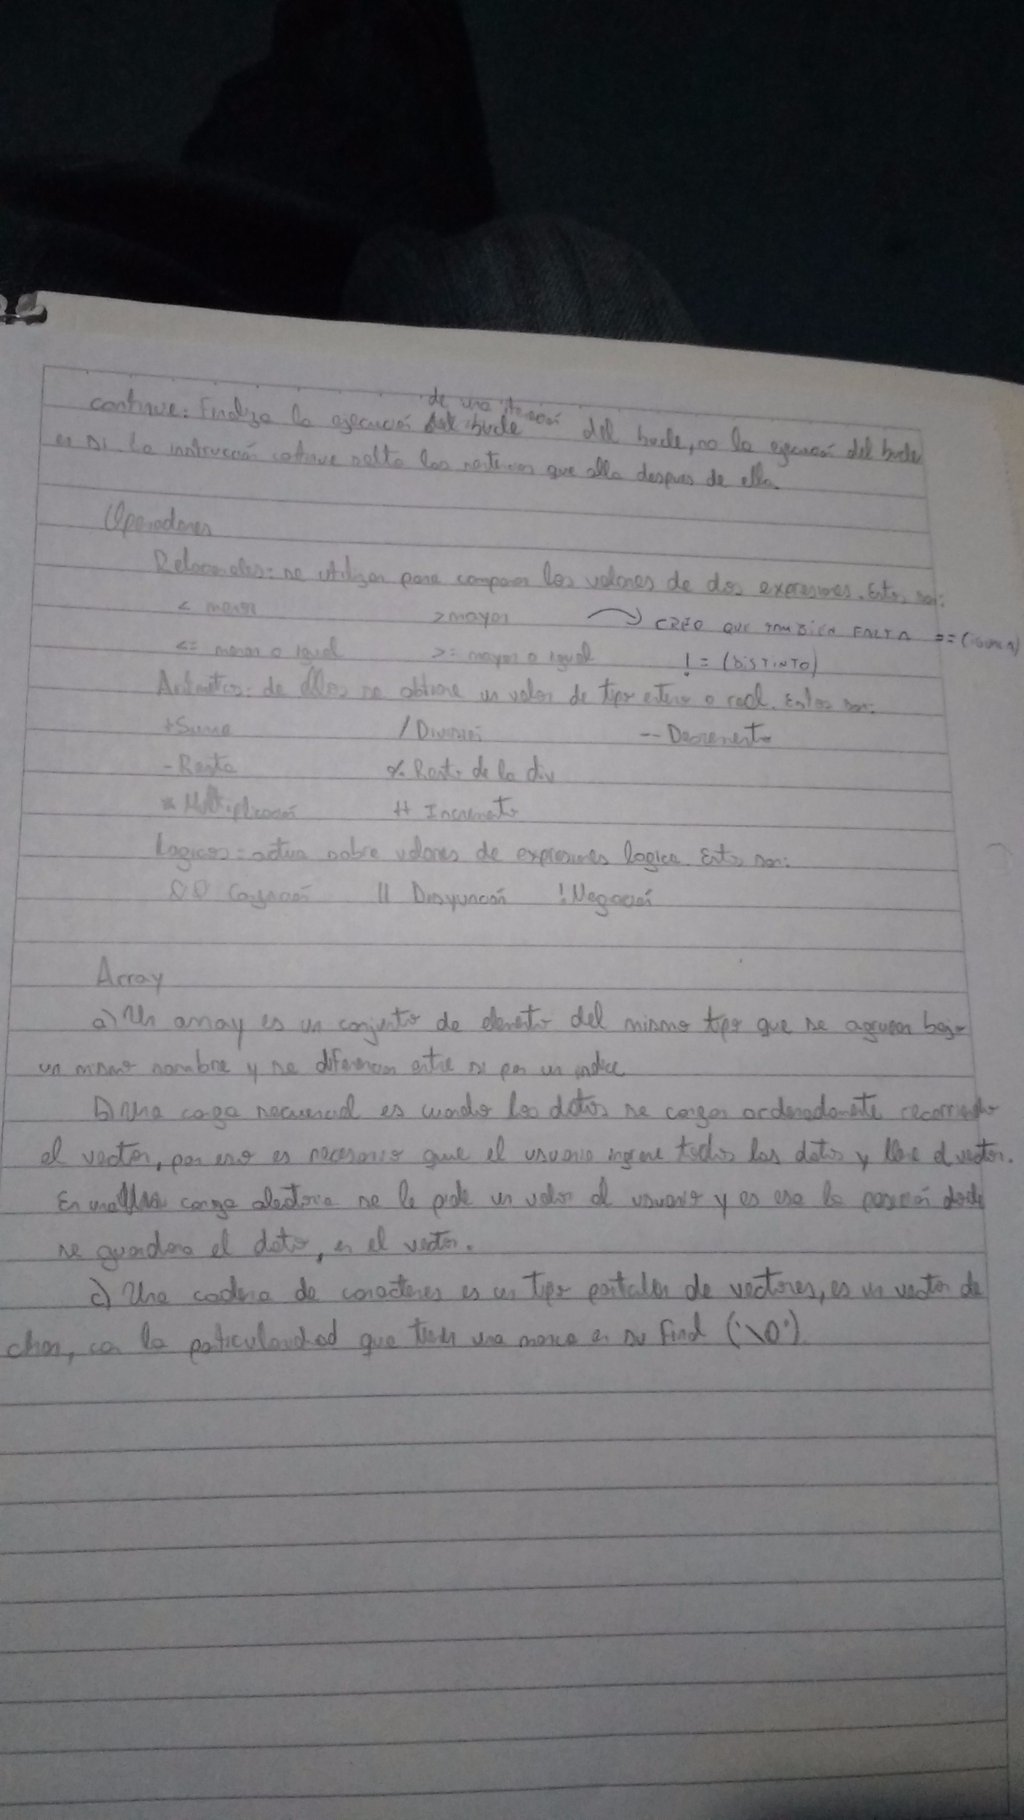 continue: Finaliza la ejecución de una iteración del bucle, no la ejecución del bucle
en si. La instrucción continue salta las sentencias que alla despues de ella.
Operadores
Relacionales: se utilizan para comparar los valores de dos expresiones. Estos son:
< menor >mayor CREO QUE TAMBIEN FALTA == (IGUAL A)
<= menor o igual >= mayor o igual != (DISTINTO)
Aritmetico: de ellos se obtiene un valor de tipo entero o real. Estos son:
+Suma / División -- Decremento
-Resta % Resto de la div
* Multiplicación ++ Incremento
Logicos: actua sobre valores de expresiones logica. Estos son:
&& Conjunción || Disyunción ! Negación
Array
a) Un array es un conjunto de elemento del mismo tipo que se agrupan bajo
un mismo nombre y se diferencian entre si por un indice
b) Una carga secuencial es cuando los datos se cargan ordenadamente recorriendo
el vector, por eso es necesario que el usuario ingrese todos los datos y llene el vector.
En una carga aleatoria se le pide un valor al usuario y es ese la posición donde
se guardara el dato, en el vector.
c) Una cadena de caracteres es un tipo particular de vectores, es un vector de
char, con la particularidad que tiene una marca en su final ('\0')